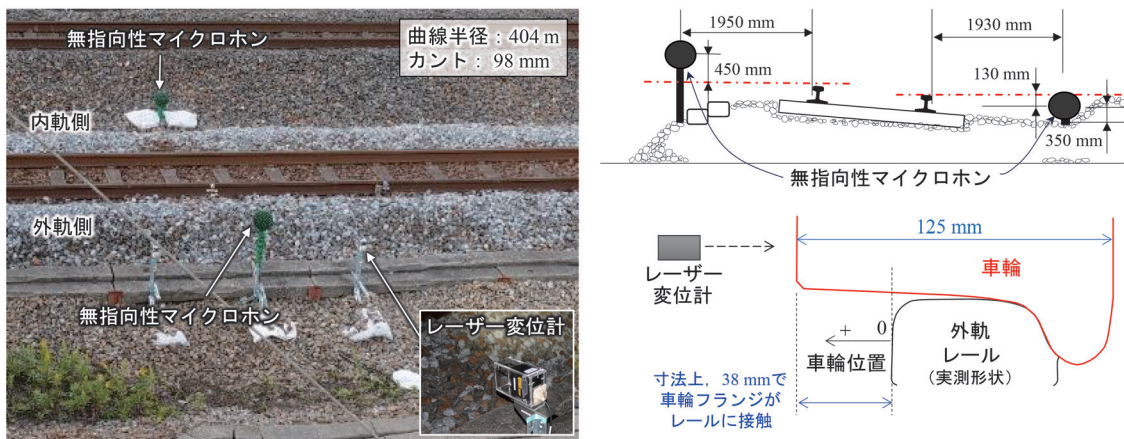 無指向性マイクロホン
曲線半径：404 m
カント：98 mm
内軌側
外軌側
無指向性マイクロホン
レーザー変位計
1950 mm
1930 mm
450 mm
130 mm
350 mm
無指向性マイクロホン
125 mm
レーザー
変位計
車輪
+ 0
車輪位置
外軌
レール
（実測形状）
寸法上，38 mmで
車輪フランジが
レールに接触